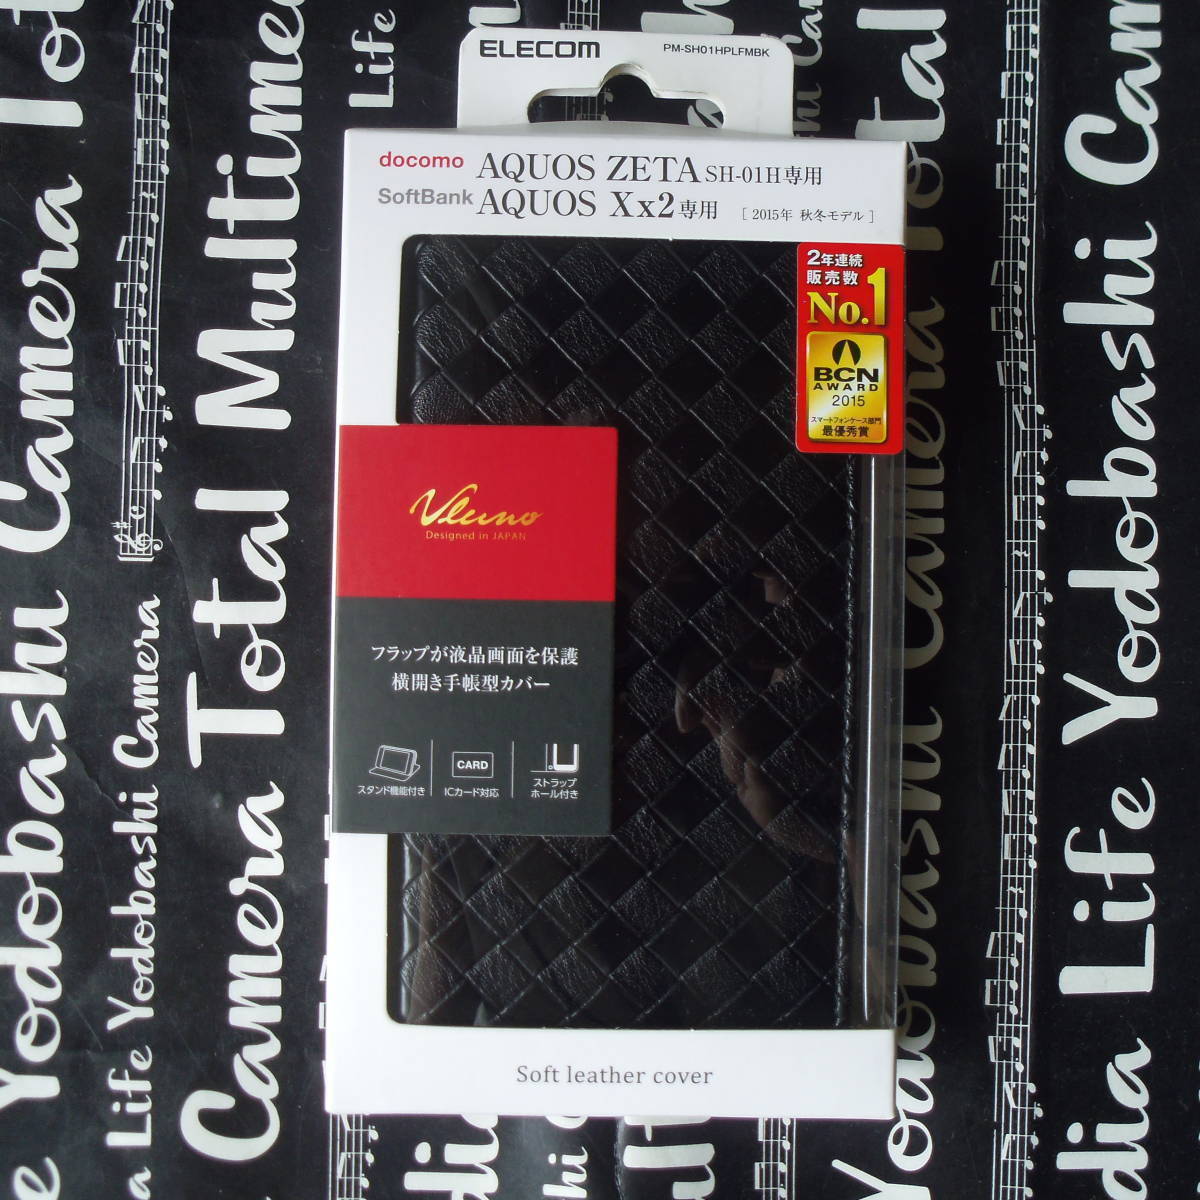 ELECOM
PM-SH01HPLFMBK
docomo AQUOS ZETA SH-01H専用
SoftBank AQUOS Xx2専用 [ 2015年 秋冬モデル ]
2年連続
販売数
No.1
BCN
AWARD
2015
スマートフォンケース部門
最優秀賞
Vluno
Designed in JAPAN
フラップが液晶画面を保護
横開き手帳型カバー
スタンド機能付き
CARD
ICカード対応
ストラップ
ホール付き
Soft leather cover
Yodobashi Camera Tot
a Life Yodobashi Camera
Camera Total Multime
Life
Yodobashi Camera Total
dia Life Yodobashi Cam